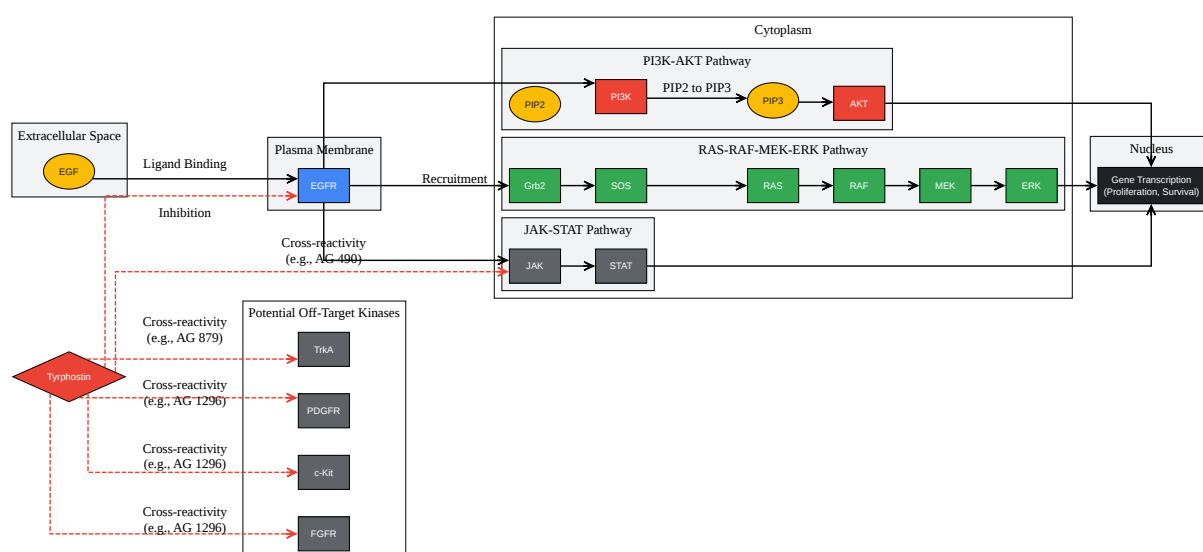 Cytoplasm
PI3K-AKT Pathway
PIP2
PI3K
PIP2 to PIP3
PIP3
AKT
Extracellular Space
EGF
Ligand Binding
Plasma Membrane
EGFR
Inhibition
Recruitment
RAS-RAF-MEK-ERK Pathway
Grb2
SOS
RAS
RAF
MEK
ERK
Nucleus
Gene Transcription
(Proliferation, Survival)
JAK-STAT Pathway
Cross-reactivity
(e.g., AG 490)
JAK
STAT
Potential Off-Target Kinases
Cross-reactivity
(e.g., AG 879)
TrkA
Tyrphostin
Cross-reactivity
(e.g., AG 1296)
PDGFR
Cross-reactivity
(e.g., AG 1296)
c-Kit
Cross-reactivity
(e.g., AG 1296)
FGFR